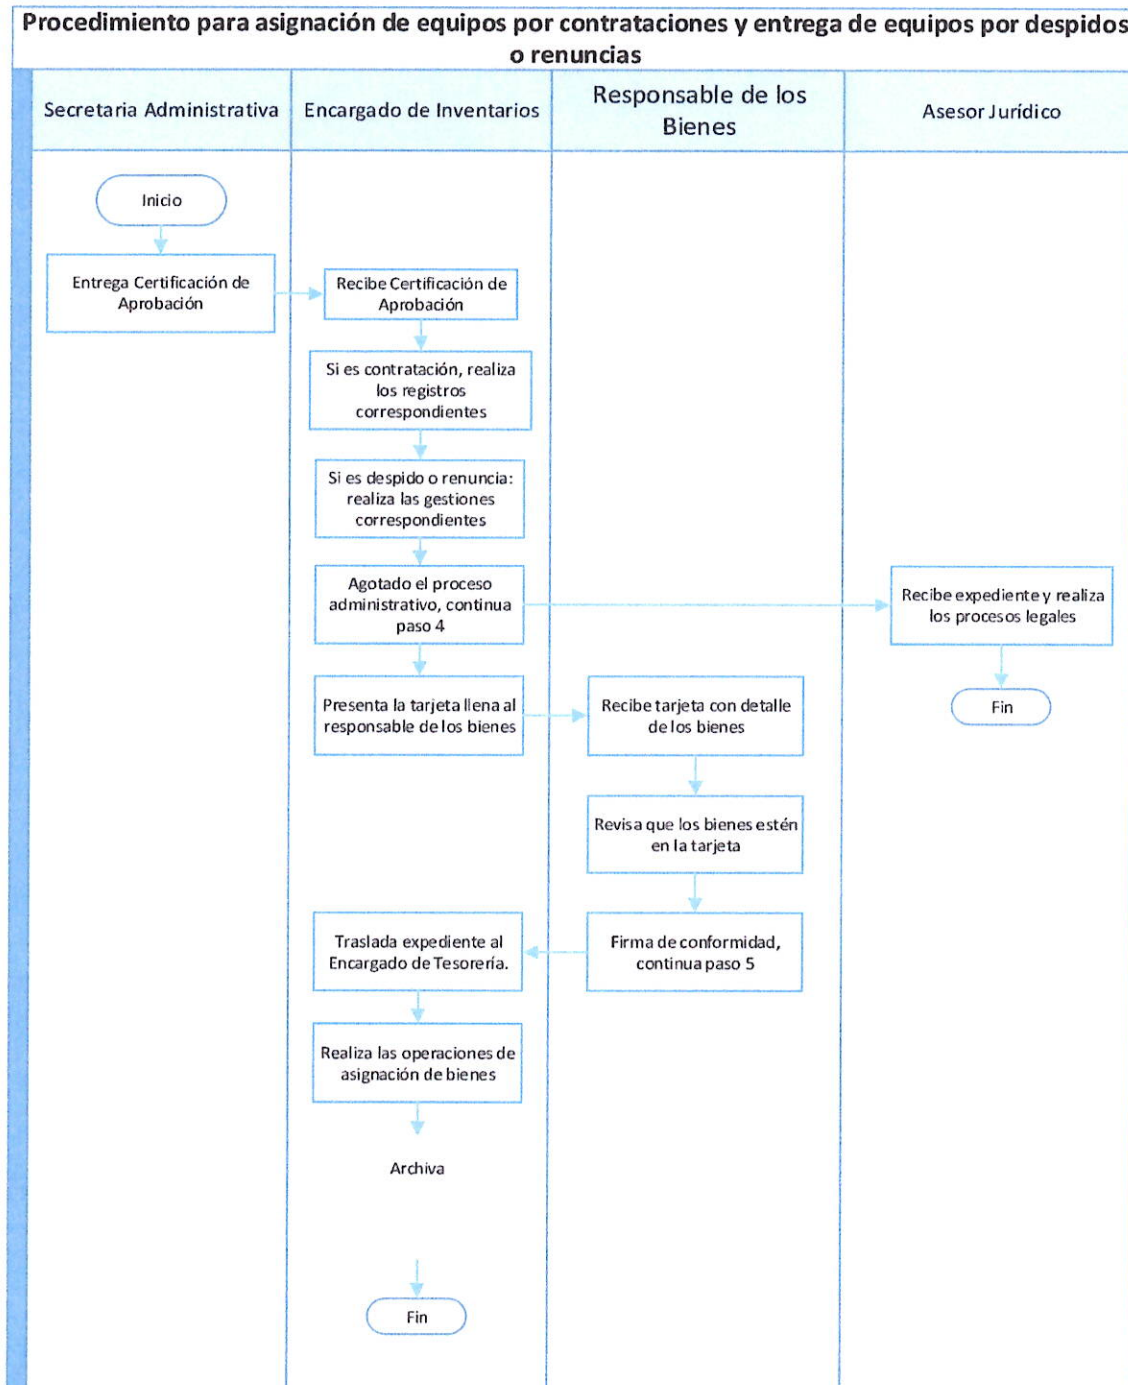 Procedimiento para asignación de equipos por contrataciones y entrega de equipos por despidos
o renuncias
Secretaria Administrativa
Encargado de Inventarios
Responsable de los
Bienes
Asesor Jurídico
Inicio
Entrega Certificación de
Aprobación
Recibe Certificación de
Aprobación
Si es contratación, realiza
los registros
correspondientes
Si es despido o renuncia:
realiza las gestiones
correspondientes
Agotado el proceso
administrativo, continua
paso 4
Recibe expediente y realiza
los procesos legales
Fin
Presenta la tarjeta llena al
responsable de los bienes
Recibe tarjeta con detalle
de los bienes
Revisa que los bienes estén
en la tarjeta
Firma de conformidad,
continua paso 5
Traslada expediente al
Encargado de Tesorería.
Realiza las operaciones de
asignación de bienes
Archiva
Fin